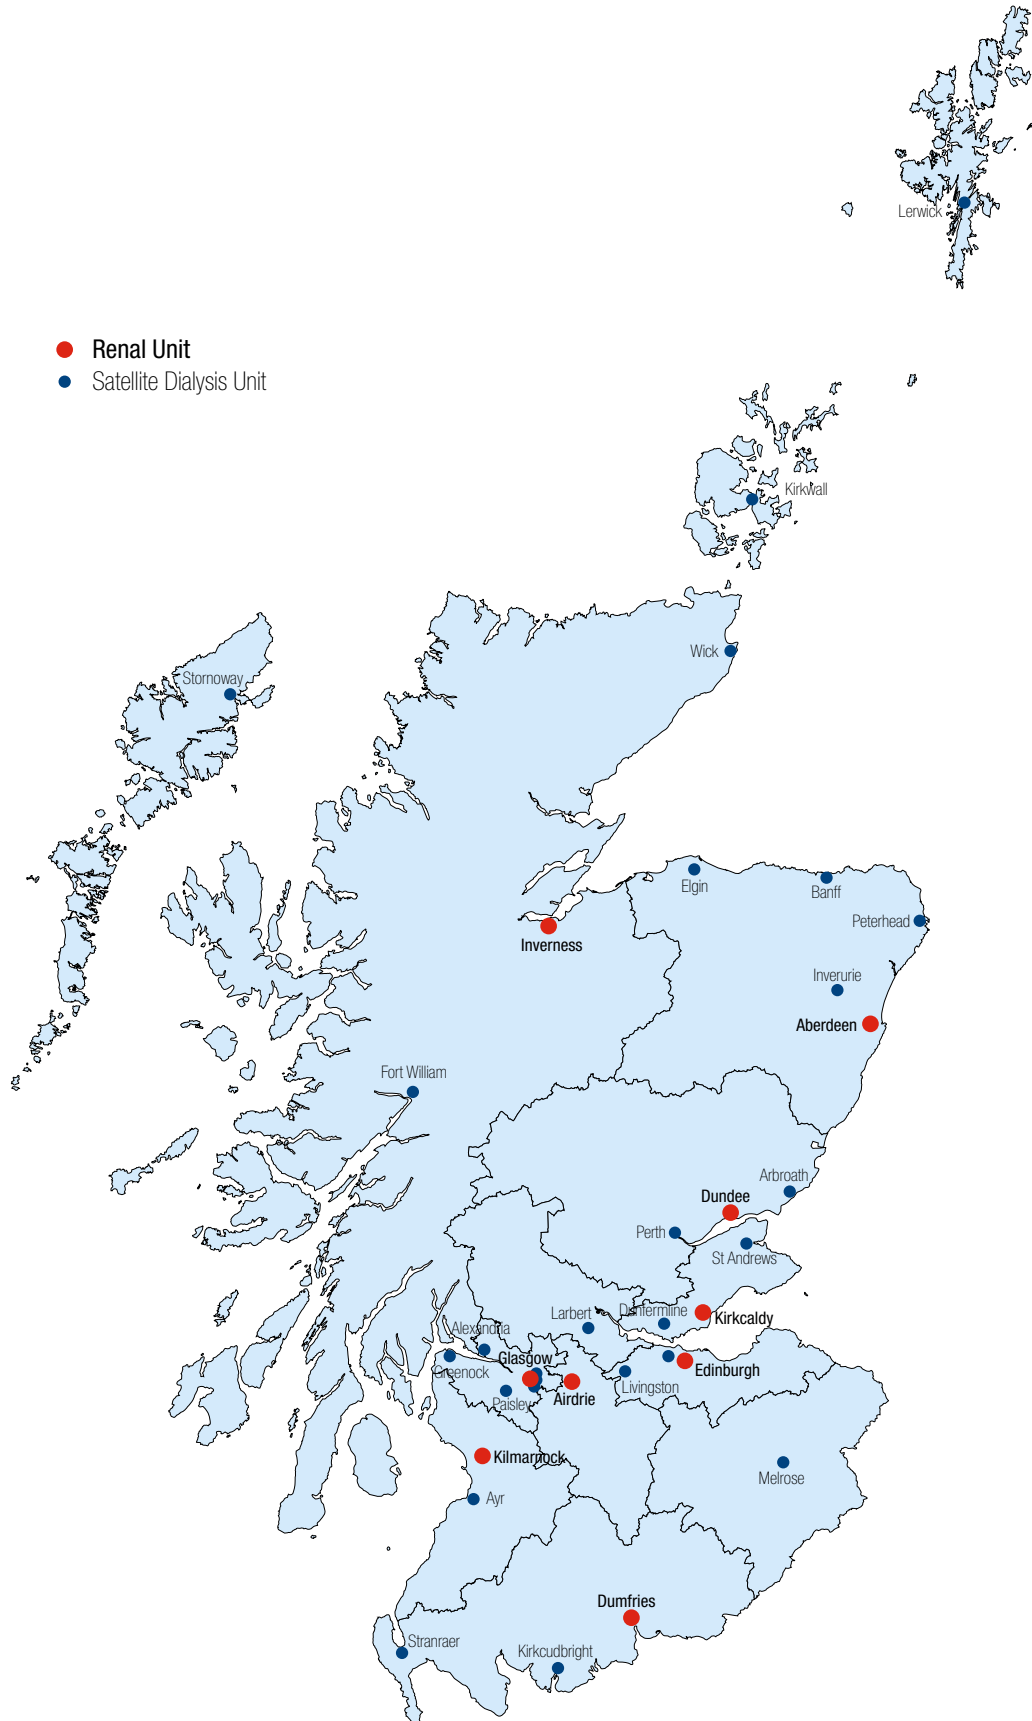 Lerwick
Renal Unit
Satellite Dialysis Unit
Kirkwall
Wick
Stornoway
Elgin
Banff
Peterhead
Inverness
Inverurie
Aberdeen
Fort William
Arbroath
Dundee
Perth
St Andrews
Larbert
Dunfermline
Kirkcaldy
Alexandria
Glasgow
Greenock
Edinburgh
Livingston
Paisley
Airdrie
Kilmarnock
Melrose
Ayr
Dumfries
Stranraer
Kirkcudbright